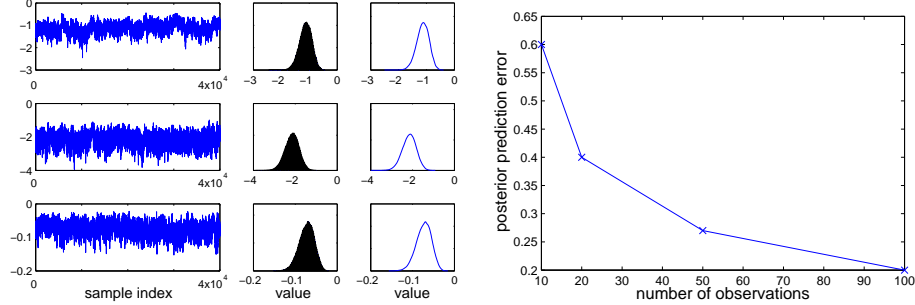 0
−1
−2
−3
0 4x10^4
−3 −2 −1 0
−3 −2 −1 0
0
−2
−4
0 4x10^4
−4 −2 0
−4 −2 0
0
−0.1
−0.2
0 4x10^4
−0.2 −0.1 0
−0.2 −0.1 0
sample index value value
posterior prediction error
0.65
0.6
0.55
0.5
0.45
0.4
0.35
0.3
0.25
0.2
10 20 30 40 50 60 70 80 90 100
number of observations